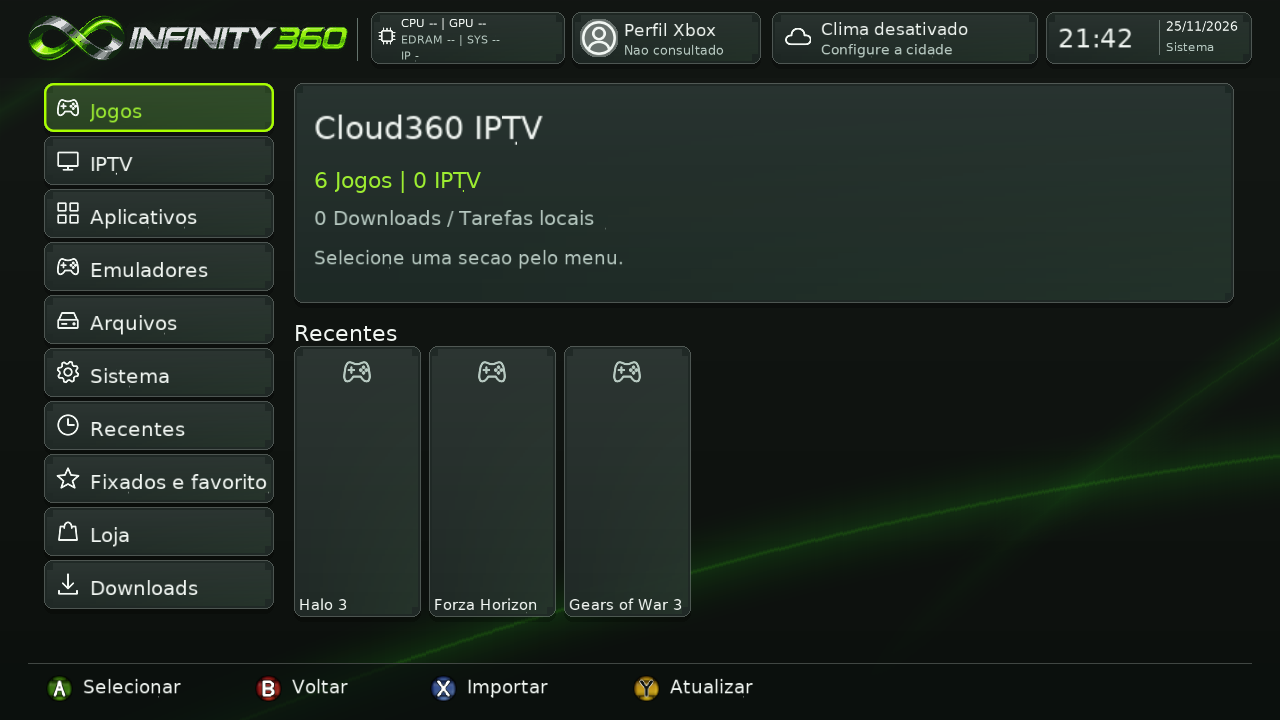 INFINITY 360
CPU -- | GPU --
EDRAM -- | SYS --
IP -
Perfil Xbox
Nao consultado
Clima desativado
Configure a cidade
21:42
25/11/2026
Sistema
Jogos
IPTV
Aplicativos
Emuladores
Arquivos
Sistema
Recentes
Fixados e favorito
Loja
Downloads
Cloud360 IPTV
6 Jogos | 0 IPTV
0 Downloads / Tarefas locais
Selecione uma secao pelo menu.
Recentes
Halo 3
Forza Horizon
Gears of War 3
A Selecionar
B Voltar
X Importar
Y Atualizar